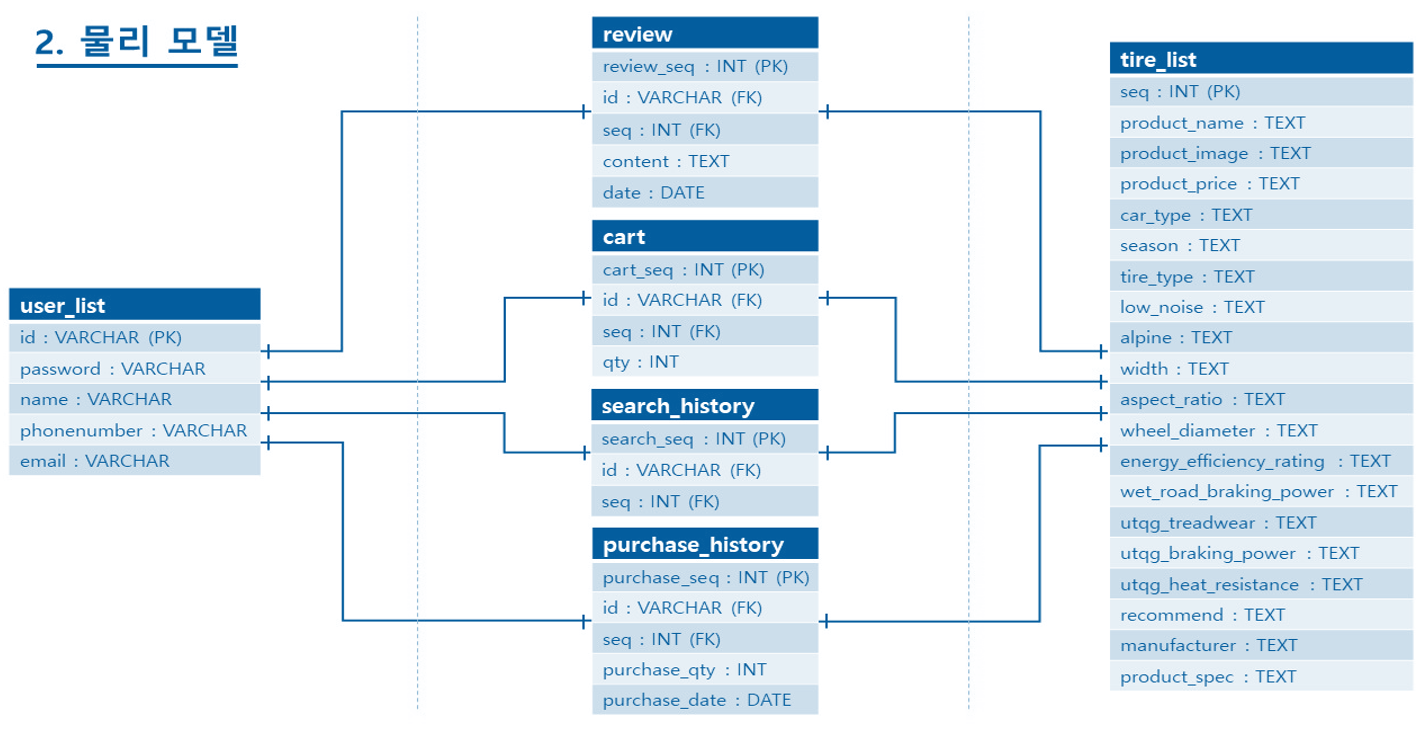 2. 물리 모델
user_list
id : VARCHAR (PK)
password : VARCHAR
name : VARCHAR
phonenumber : VARCHAR
email : VARCHAR
review
review_seq : INT (PK)
id : VARCHAR (FK)
seq : INT (FK)
content : TEXT
date : DATE
cart
cart_seq : INT (PK)
id : VARCHAR (FK)
seq : INT (FK)
qty : INT
search_history
search_seq : INT (PK)
id : VARCHAR (FK)
seq : INT (FK)
purchase_history
purchase_seq : INT (PK)
id : VARCHAR (FK)
seq : INT (FK)
purchase_qty : INT
purchase_date : DATE
tire_list
seq : INT (PK)
product_name : TEXT
product_image : TEXT
product_price : TEXT
car_type : TEXT
season : TEXT
tire_type : TEXT
low_noise : TEXT
alpine : TEXT
width : TEXT
aspect_ratio : TEXT
wheel_diameter : TEXT
energy_efficiency_rating : TEXT
wet_road_braking_power : TEXT
utqg_treadwear : TEXT
utqg_braking_power : TEXT
utqg_heat_resistance : TEXT
recommend : TEXT
manufacturer : TEXT
product_spec : TEXT